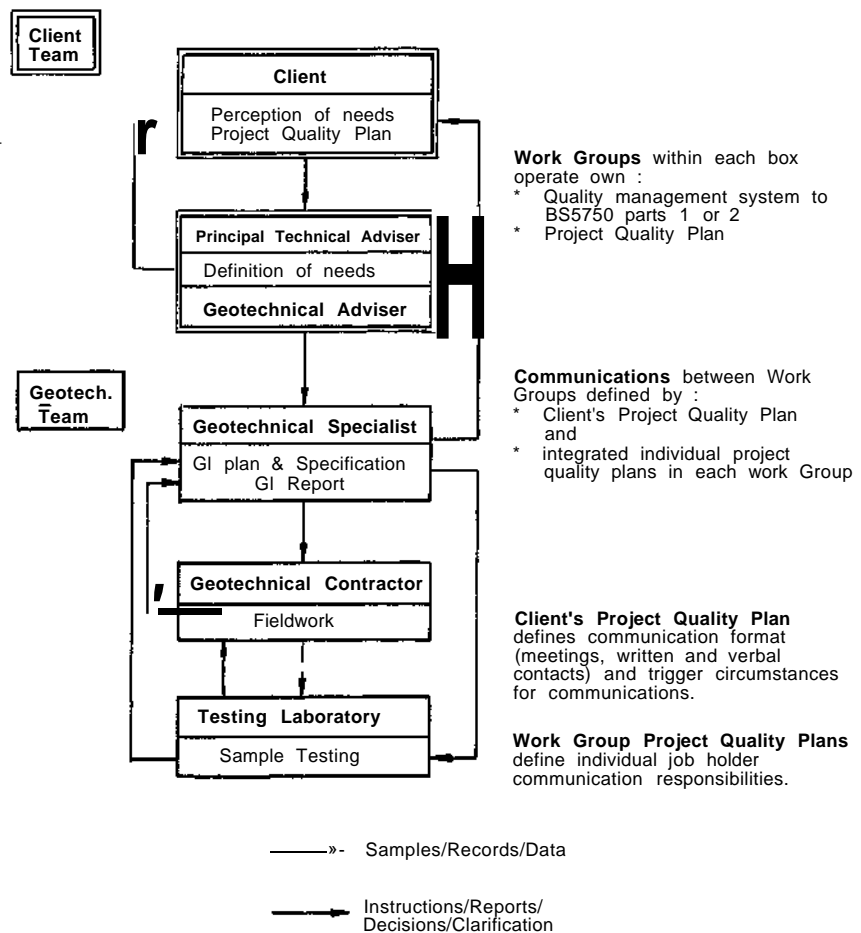 Client
Team
Client
Perception of needs
Project Quality Plan
Principal Technical Adviser
Definition of needs
Geotechnical Adviser
Geotech.
Team
Geotechnical Specialist
GI plan & Specification
GI Report
Geotechnical Contractor
Fieldwork
Testing Laboratory
Sample Testing
Work Groups within each box
operate own :
* Quality management system to
BS5750 parts 1 or 2
* Project Quality Plan
Communications between Work
Groups defined by :
* Client's Project Quality Plan
and
* integrated individual project
quality plans in each work Group
Client's Project Quality Plan
defines communication format
(meetings, written and verbal
contacts) and trigger circumstances
for communications.
Work Group Project Quality Plans
define individual job holder
communication responsibilities.
Samples/Records/Data
Instructions/Reports/
Decisions/Clarification